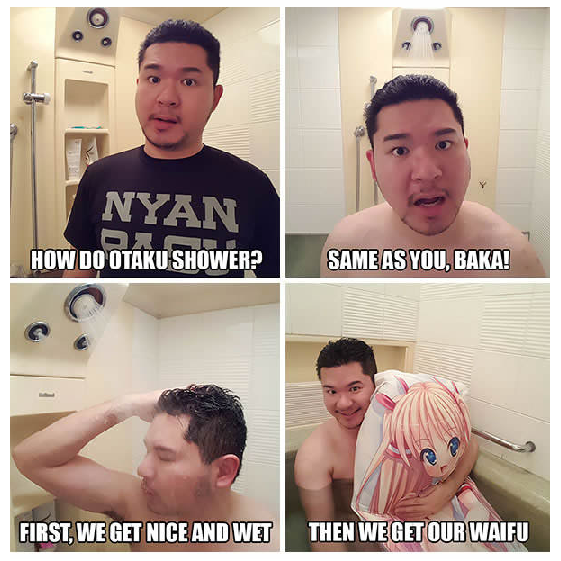 NYAN
PASU
HOW DO OTAKU SHOWER?
SAME AS YOU, BAKA!
FIRST, WE GET NICE AND WET
THEN WE GET OUR WAIFU